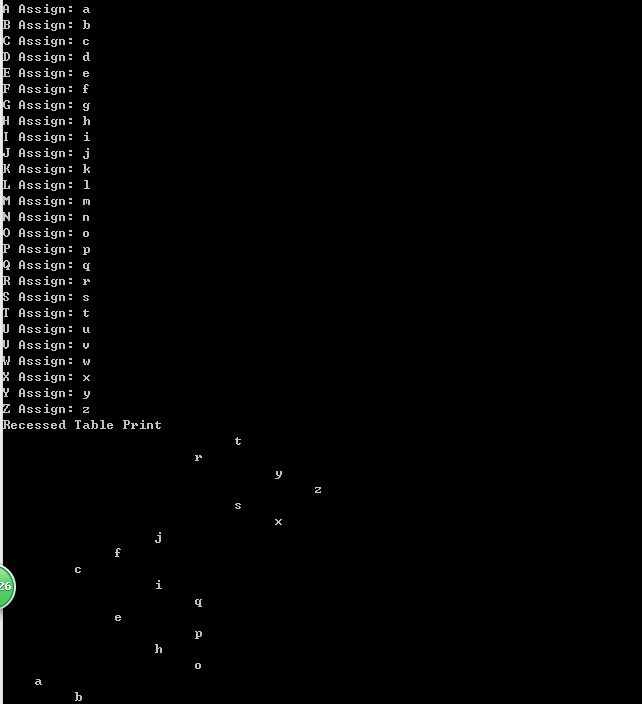 A Assign: a
B Assign: b
C Assign: c
D Assign: d
E Assign: e
F Assign: f
G Assign: g
H Assign: h
I Assign: i
J Assign: j
K Assign: k
L Assign: l
M Assign: m
N Assign: n
O Assign: o
P Assign: p
Q Assign: q
R Assign: r
S Assign: s
T Assign: t
U Assign: u
V Assign: v
W Assign: w
X Assign: x
Y Assign: y
Z Assign: z
Recessed Table Print
t
r
y
z
s
x
j
f
c
i
26
q
e
p
h
o
a
b